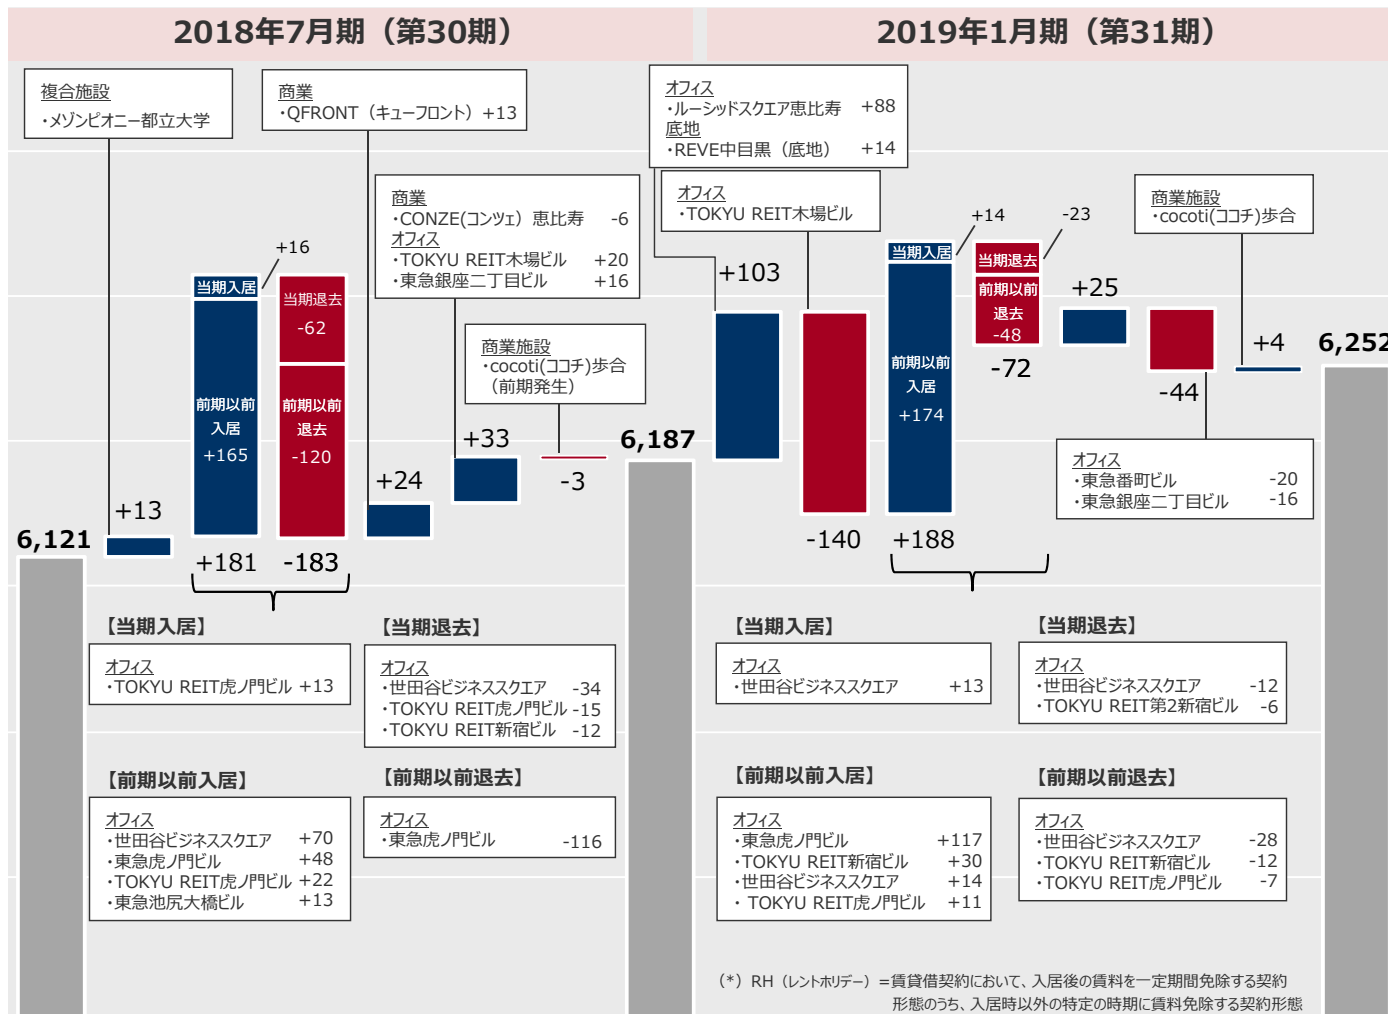 2018年7月期（第30期）
2019年1月期（第31期）
複合施設
・メゾンピオニー都立大学
商業
・QFRONT（キューフロント）+13
商業
・CONZE(コンツェ）恵比寿 -6
オフィス
・TOKYU REIT木場ビル +20
・東急銀座二丁目ビル +16
商業施設
・cocoti(ココチ)歩合
（前期発生）
+16
当期入居
当期退去
-62
前期以前
入居
+165
前期以前
退去
-120
6,121
+13
+181
-183
+24
+33
-3
6,187
【当期入居】
オフィス
・TOKYU REIT虎ノ門ビル +13
【当期退去】
オフィス
・世田谷ビジネススクエア -34
・TOKYU REIT虎ノ門ビル -15
・TOKYU REIT新宿ビル -12
【前期以前入居】
オフィス
・世田谷ビジネススクエア +70
・東急虎ノ門ビル +48
・TOKYU REIT虎ノ門ビル +22
・東急池尻大橋ビル +13
【前期以前退去】
オフィス
・東急虎ノ門ビル -116
オフィス
・ルーシッドスクエア恵比寿 +88
底地
・REVE中目黒（底地） +14
オフィス
・TOKYU REIT木場ビル
商業施設
・cocoti(ココチ)歩合
+14
-23
当期入居
当期退去
前期以前
退去
-48
前期以前
入居
+174
+103
-140
+188
-72
+25
-44
+4
6,252
オフィス
・東急番町ビル -20
・東急銀座二丁目ビル -16
【当期入居】
オフィス
・世田谷ビジネススクエア +13
【当期退去】
オフィス
・世田谷ビジネススクエア -12
・TOKYU REIT第2新宿ビル -6
【前期以前入居】
オフィス
・東急虎ノ門ビル +117
・TOKYU REIT新宿ビル +30
・世田谷ビジネススクエア +14
・ TOKYU REIT虎ノ門ビル +11
【前期以前退去】
オフィス
・世田谷ビジネススクエア -28
・TOKYU REIT新宿ビル -12
・TOKYU REIT虎ノ門ビル -7
（*）RH（レントホリデー）＝賃貸借契約において、入居後の賃料を一定期間免除する契約
形態のうち、入居時以外の特定の時期に賃料免除する契約形態